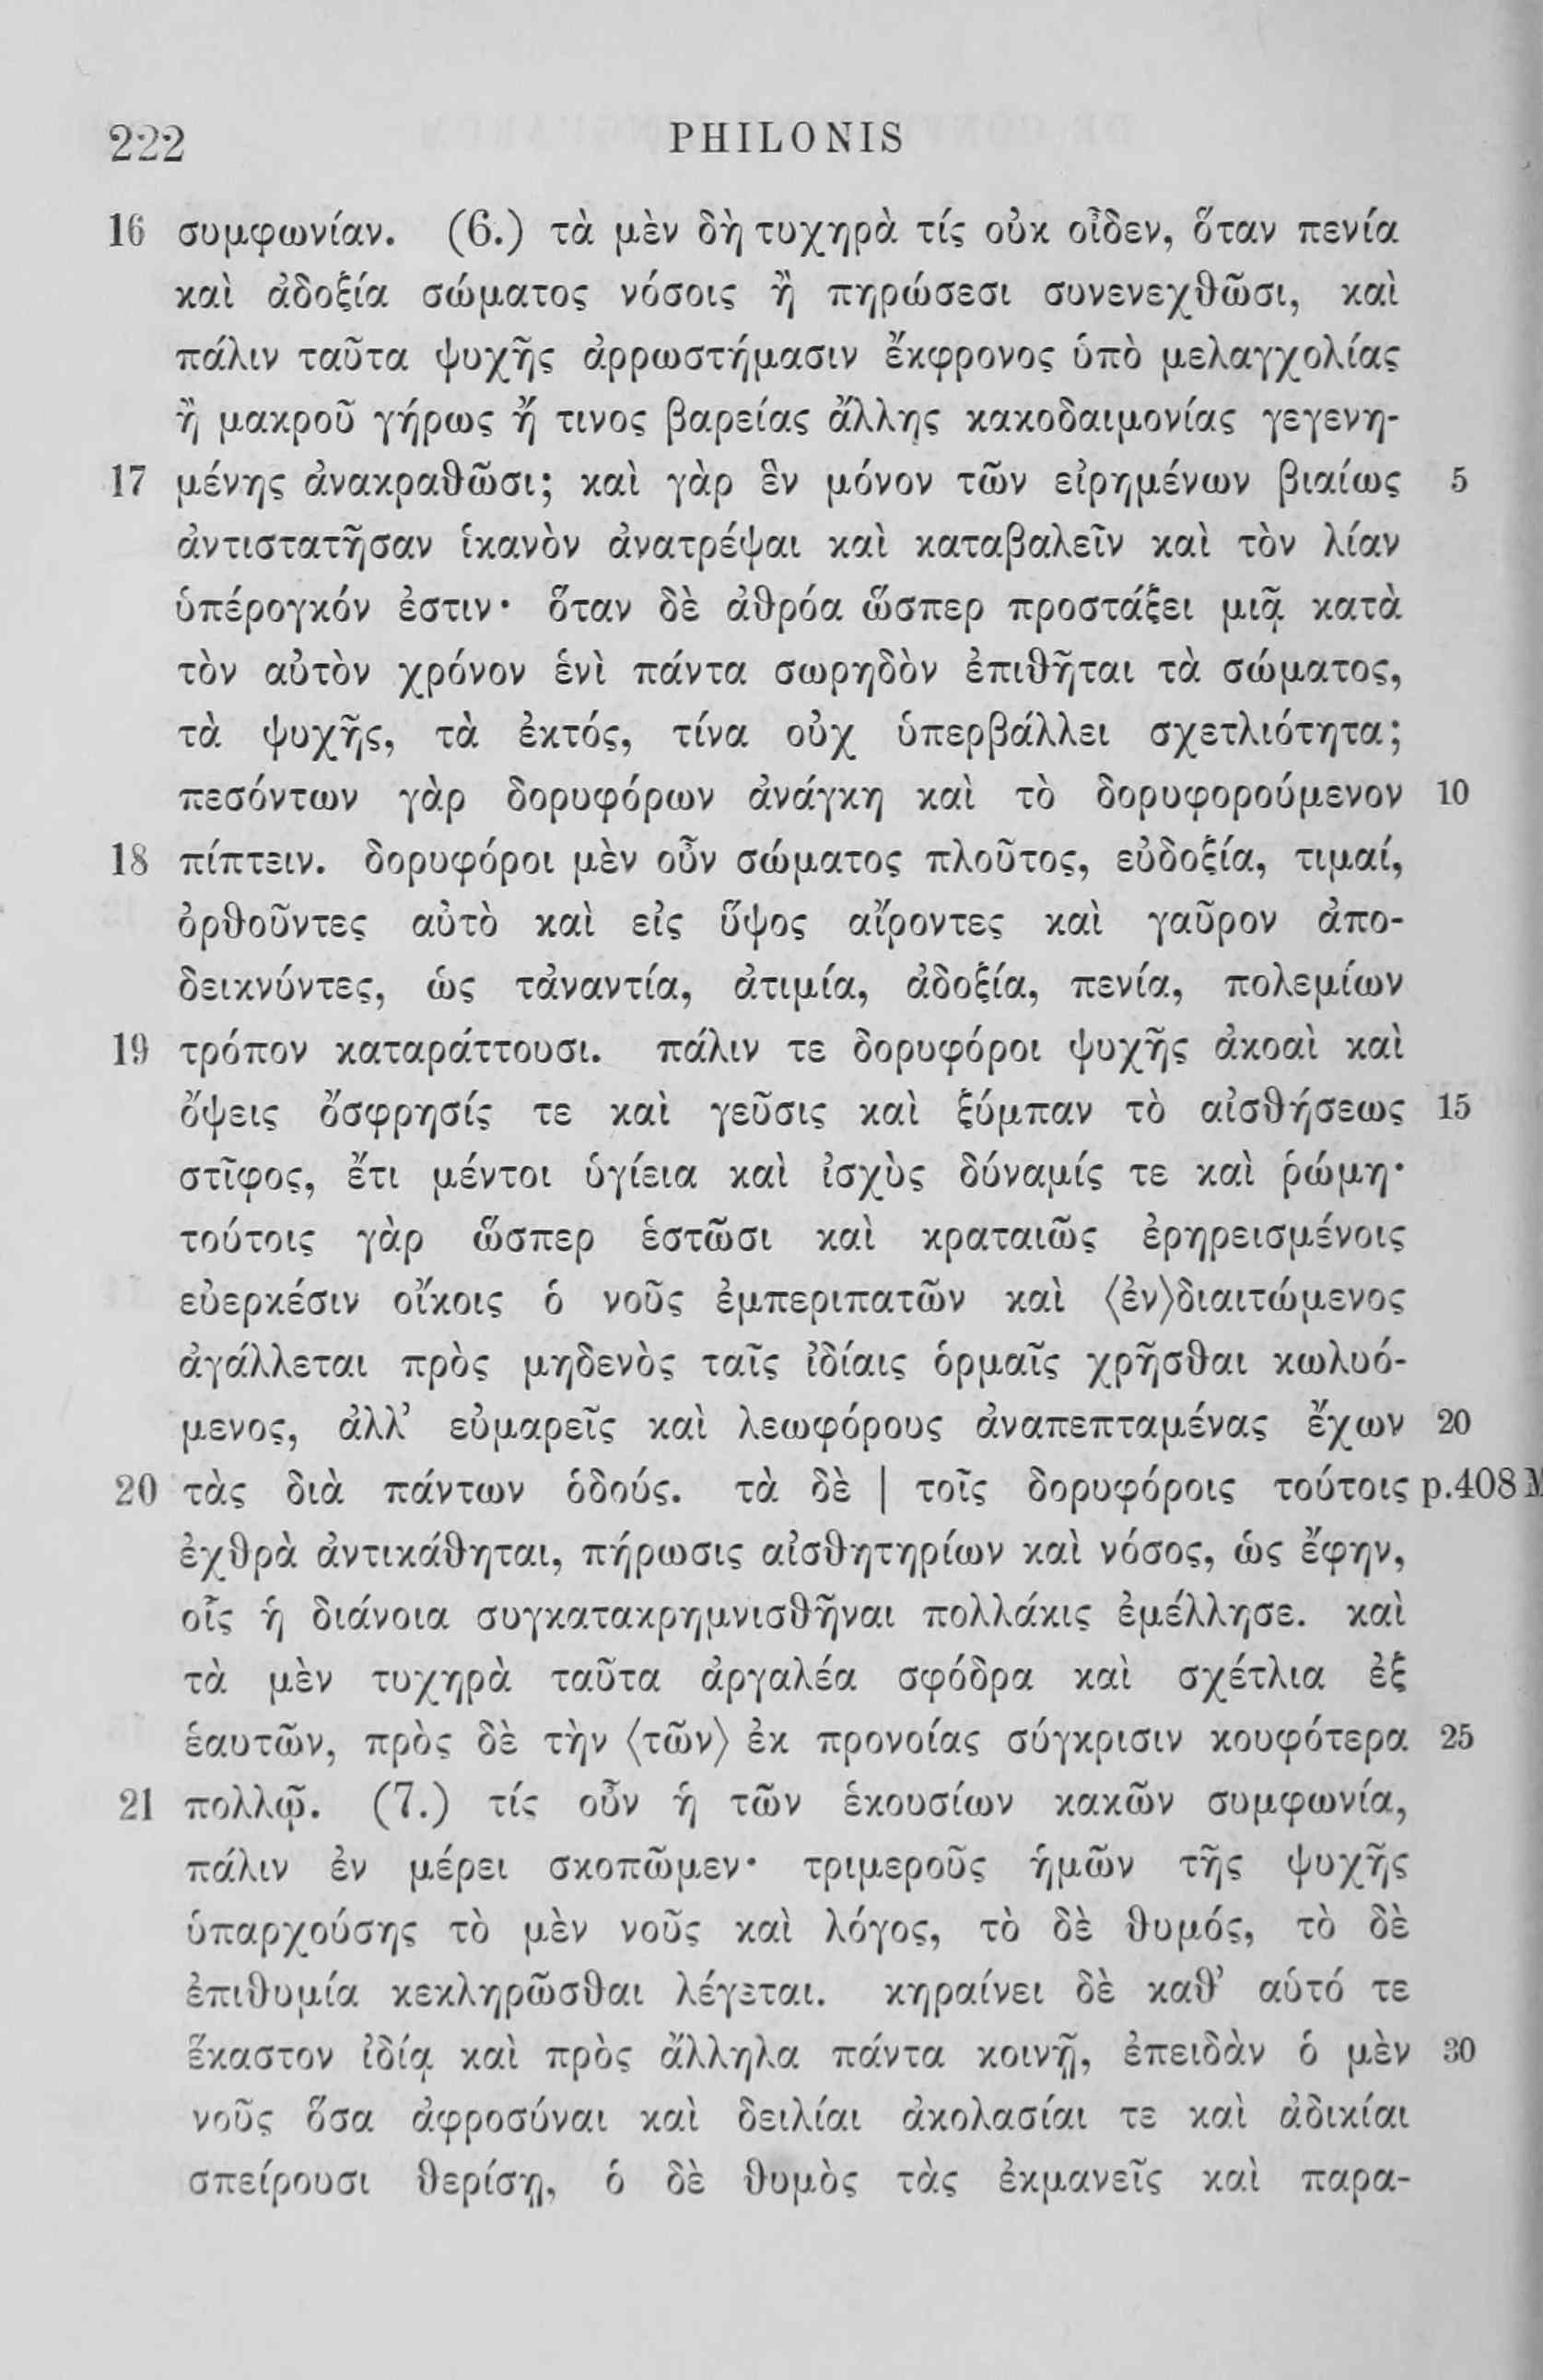 222 PHILONIS
16 συμφωνίαν. (6.) τὰ μὲν δὴ τυχηρὰ τίς οὐκ οἶδεν, ὅταν πενία
καὶ ἀδοξία σώματος νόσοις ἢ πηρώσεσι συνενεχθῶσι, καὶ
πάλιν ταῦτα ψυχῆς ἀρρωστήμασιν ἔκφρονος ὑπὸ μελαγχολίας
ἢ μακροῦ γήρως ἤ τινος βαρείας ἄλλης κακοδαιμονίας γεγενη-
17 μένης ἀνακραθῶσι; καὶ γὰρ ἓν μόνον τῶν εἰρημένων βιαίως 5
ἀντιστατῆσαν ἱκανὸν ἀνατρέψαι καὶ καταβαλεῖν καὶ τὸν λίαν
ὑπέρογκόν ἐστιν· ὅταν δὲ ἀθρόα ὥσπερ προστάξει μιᾷ κατὰ
τὸν αὐτὸν χρόνον ἑνὶ πάντα σωρηδὸν ἐπιθῆται τὰ σώματος,
τὰ ψυχῆς, τὰ ἐκτός, τίνα οὐχ ὑπερβάλλει σχετλιότητα;
πεσόντων γὰρ δορυφόρων ἀνάγκη καὶ τὸ δορυφορούμενον 10
18 πίπτειν. δορυφόροι μὲν οὖν σώματος πλοῦτος, εὐδοξία, τιμαί,
ὀρθοῦντες αὐτὸ καὶ εἰς ὕψος αἴροντες καὶ γαῦρον ἀπο-
δεικνύντες, ὡς τἀναντία, ἀτιμία, ἀδοξία, πενία, πολεμίων
19 τρόπον καταράττουσι. πάλιν τε δορυφόροι ψυχῆς ἀκοαὶ καὶ
ὄψεις ὄσφρησίς τε καὶ γεῦσις καὶ ξύμπαν τὸ αἰσθήσεως 15
στῖφος, ἔτι μέντοι ὑγίεια καὶ ἰσχὺς δύναμίς τε καὶ ῥώμη·
τούτοις γὰρ ὥσπερ ἑστῶσι καὶ κραταιῶς ἐρηρεισμένοις
εὐερκέσιν οἴκοις ὁ νοῦς ἐμπεριπατῶν καὶ ⟨ἐν⟩διαιτώμενος
ἀγάλλεται πρὸς μηδενὸς ταῖς ἰδίαις ὁρμαῖς χρῆσθαι κωλυό-
μενος, ἀλλ’ εὐμαρεῖς καὶ λεωφόρους ἀναπεπταμένας ἔχων 20
20 τὰς διὰ πάντων ὁδούς. τὰ δὲ | τοῖς δορυφόροις τούτοις p.408 M
ἐχθρὰ ἀντικάθηται, πήρωσις αἰσθητηρίων καὶ νόσος, ὡς ἔφην,
οἷς ἡ διάνοια συγκατακρημνισθῆναι πολλάκις ἐμέλλησε. καὶ
τὰ μὲν τυχηρὰ ταῦτα ἀργαλέα σφόδρα καὶ σχέτλια ἐξ
ἑαυτῶν, πρὸς δὲ τὴν ⟨τῶν⟩ ἐκ προνοίας σύγκρισιν κουφότερα 25
21 πολλῷ. (7.) τίς οὖν ἡ τῶν ἑκουσίων κακῶν συμφωνία,
πάλιν ἐν μέρει σκοπῶμεν· τριμεροῦς ἡμῶν τῆς ψυχῆς
ὑπαρχούσης τὸ μὲν νοῦς καὶ λόγος, τὸ δὲ θυμός, τὸ δὲ
ἐπιθυμία κεκληρῶσθαι λέγεται. κηραίνει δὲ καθ’ αὑτό τε
ἕκαστον ἰδίᾳ καὶ πρὸς ἄλληλα πάντα κοινῇ, ἐπειδὰν ὁ μὲν 30
νοῦς ὅσα ἀφροσύναι καὶ δειλίαι ἀκολασίαι τε καὶ ἀδικίαι
σπείρουσι θερίσῃ, ὁ δὲ θυμὸς τὰς ἐκμανεῖς καὶ παρα-